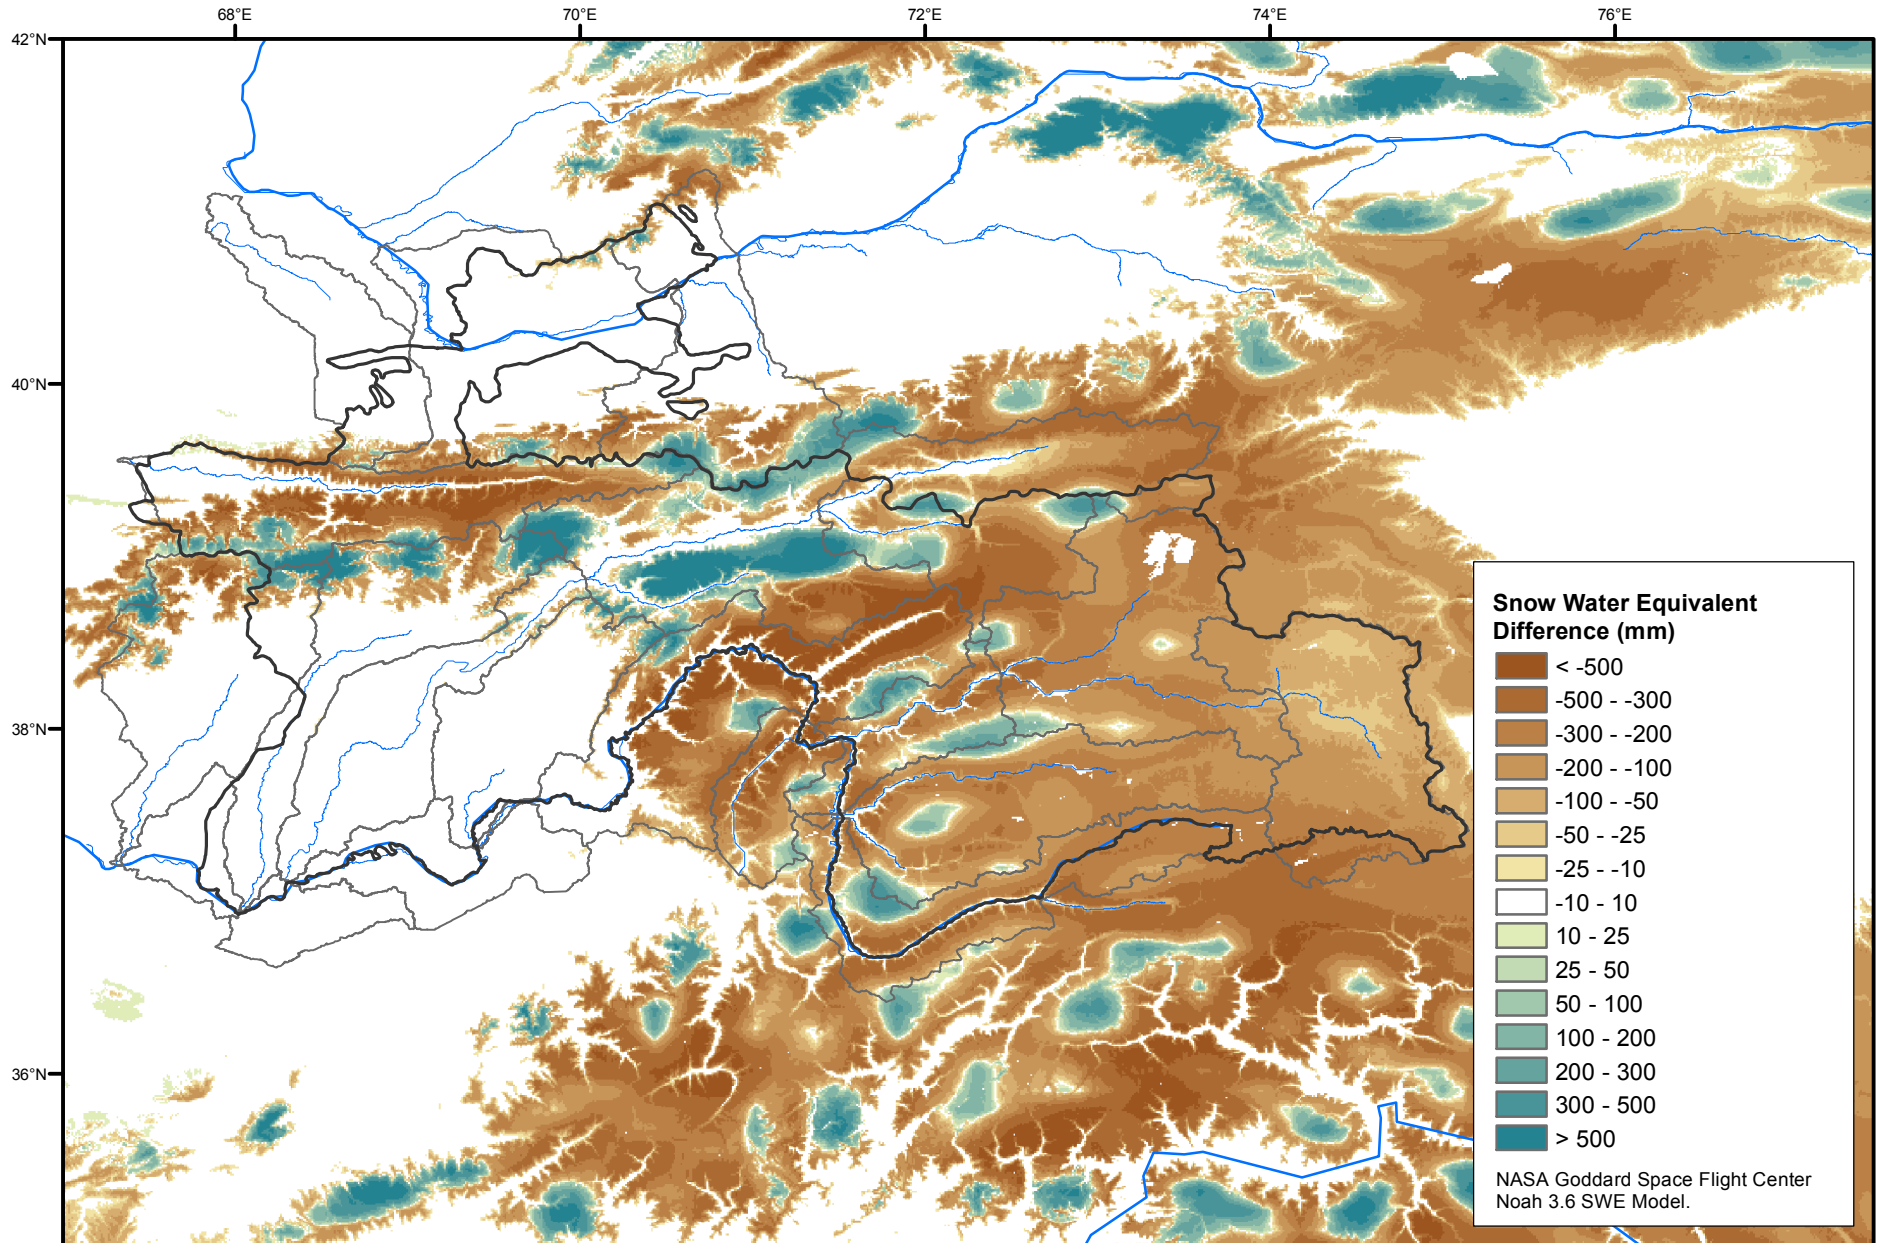 68°E 70°E 72°E 74°E 76°E
42°N
40°N
38°N
36°N
Snow Water Equivalent
Difference (mm)
< -500
-500 - -300
-300 - -200
-200 - -100
-100 - -50
-50 - -25
-25 - -10
-10 - 10
10 - 25
25 - 50
50 - 100
100 - 200
200 - 300
300 - 500
> 500
NASA Goddard Space Flight Center
Noah 3.6 SWE Model.